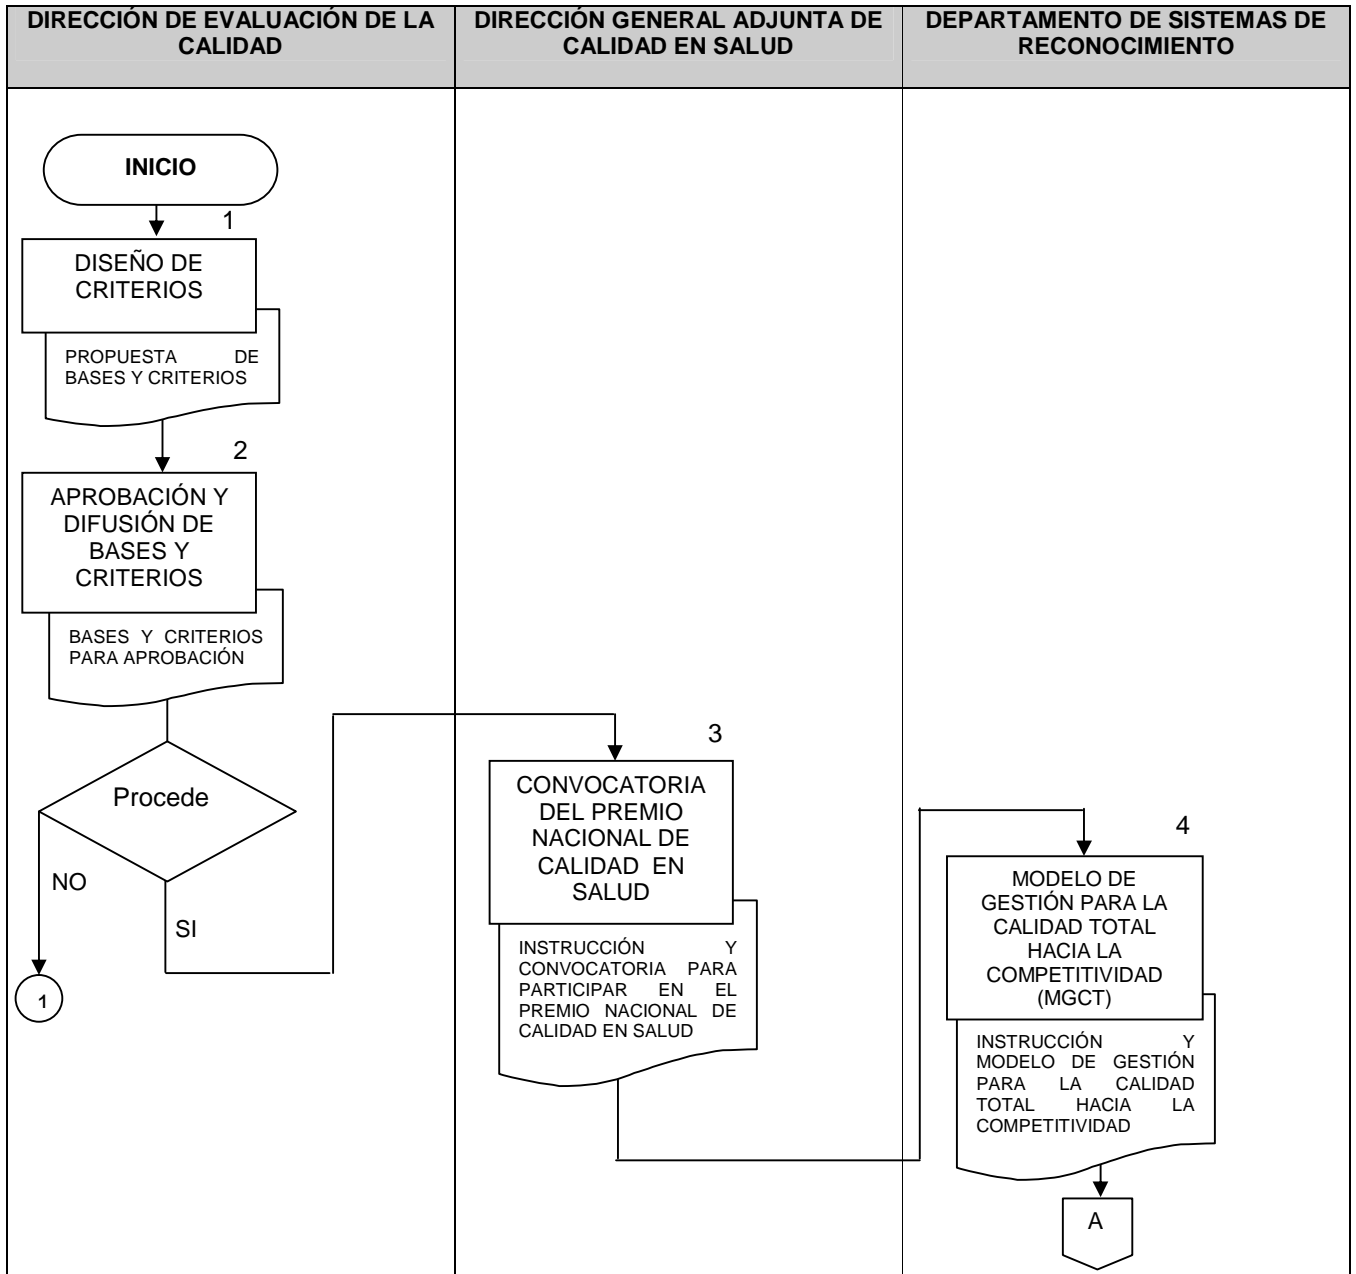 DIRECCIÓN DE EVALUACIÓN DE LA
CALIDAD
DIRECCIÓN GENERAL ADJUNTA DE
CALIDAD EN SALUD
DEPARTAMENTO DE SISTEMAS DE
RECONOCIMIENTO
INICIO
1
DISEÑO DE
CRITERIOS
PROPUESTA DE
BASES Y CRITERIOS
2
APROBACIÓN Y
DIFUSIÓN DE
BASES Y
CRITERIOS
BASES Y CRITERIOS
PARA APROBACIÓN
Procede
NO
SI
1
3
CONVOCATORIA
DEL PREMIO
NACIONAL DE
CALIDAD EN
SALUD
INSTRUCCIÓN Y
CONVOCATORIA PARA
PARTICIPAR EN EL
PREMIO NACIONAL DE
CALIDAD EN SALUD
4
MODELO DE
GESTIÓN PARA LA
CALIDAD TOTAL
HACIA LA
COMPETITIVIDAD
(MGCT)
INSTRUCCIÓN Y
MODELO DE GESTIÓN
PARA LA CALIDAD
TOTAL HACIA LA
COMPETITIVIDAD
A